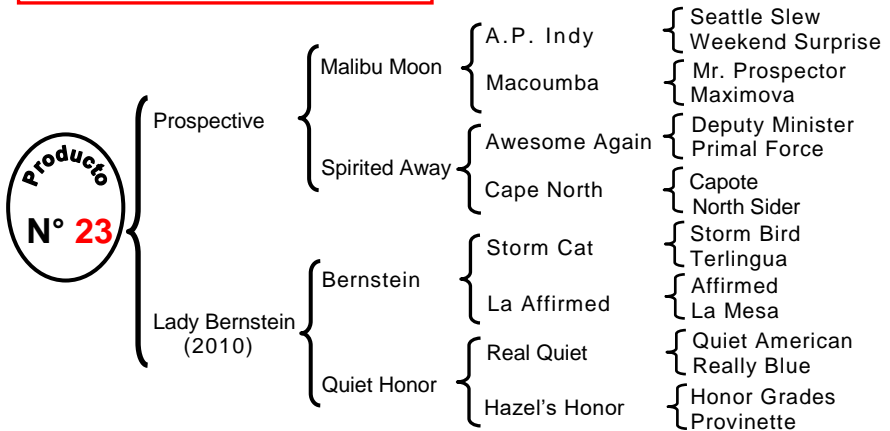 Producto
N° 23
Prospective
Lady Bernstein
(2010)
Malibu Moon
Spirited Away
Bernstein
Quiet Honor
A.P. Indy
Macoumba
Awesome Again
Cape North
Storm Cat
La Affirmed
Real Quiet
Hazel's Honor
Seattle Slew
Weekend Surprise
Mr. Prospector
Maximova
Deputy Minister
Primal Force
Capote
North Sider
Storm Bird
Terlingua
Affirmed
La Mesa
Quiet American
Really Blue
Honor Grades
Provinette